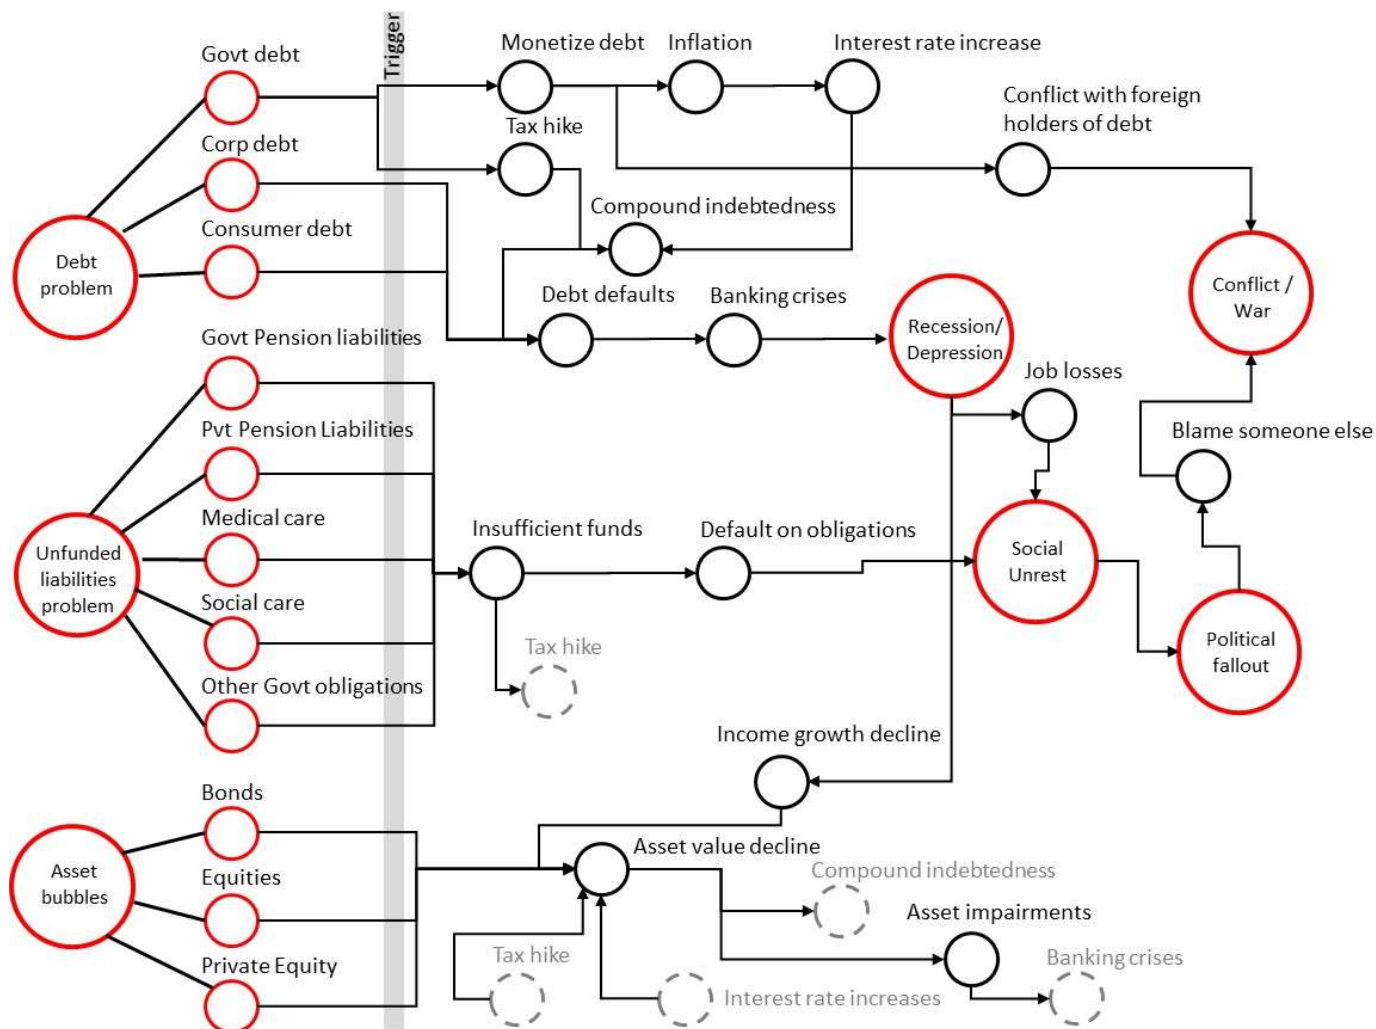 Trigger
Govt debt
Monetize debt
Inflation
Interest rate increase
Conflict with foreign
holders of debt
Corp debt
Tax hike
Consumer debt
Compound indebtedness
Debt
problem
Debt defaults
Banking crises
Recession/
Depression
Conflict /
War
Govt Pension liabilities
Job losses
Pvt Pension Liabilities
Blame someone else
Medical care
Insufficient funds
Default on obligations
Unfunded
liabilities
problem
Social
Unrest
Social care
Tax hike
Political
fallout
Other Govt obligations
Income growth decline
Bonds
Asset value decline
Asset
bubbles
Equities
Compound indebtedness
Asset impairments
Private Equity
Tax hike
Interest rate increases
Banking crises